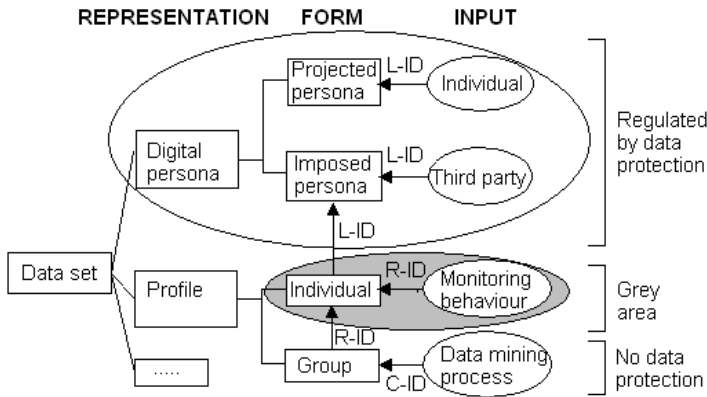 REPRESENTATION FORM INPUT
Projected
persona
L-ID
Individual
Regulated
by data
protection
Digital
persona
Imposed
persona
L-ID
Third party
L-ID
Data set
Profile
Individual
R-ID
Monitoring
behaviour
Grey
area
R-ID
.....
Group
C-ID
Data mining
process
No data
protection